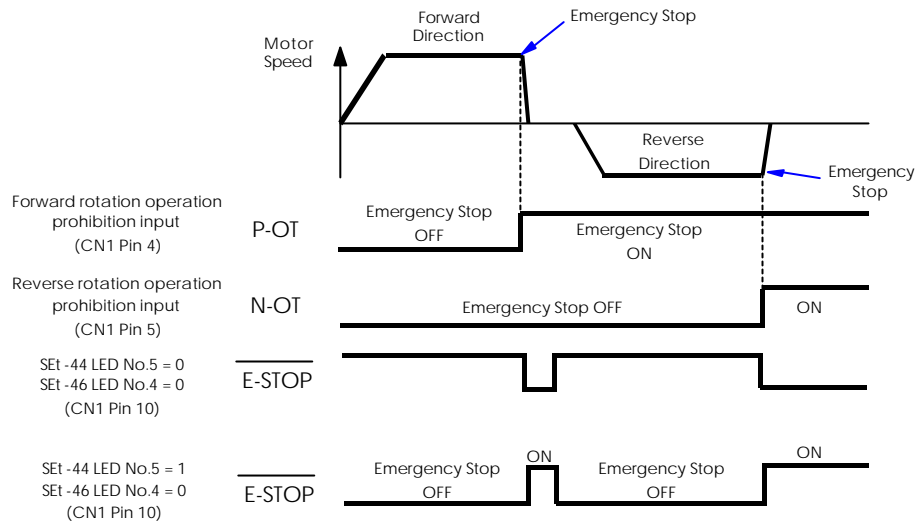 Forward
Direction
Emergency Stop
Motor
Speed
Reverse
Direction
Emergency
Stop
Forward rotation operation
prohibition input
(CN1 Pin 4)
P-OT
Emergency Stop
OFF
Emergency Stop
ON
Reverse rotation operation
prohibition input
(CN1 Pin 5)
N-OT
Emergency Stop OFF
ON
SEt -44 LED No.5 = 0
SEt -46 LED No.4 = 0
(CN1 Pin 10)
E-STOP
SEt -44 LED No.5 = 1
SEt -46 LED No.4 = 0
(CN1 Pin 10)
E-STOP
Emergency Stop
OFF
ON
Emergency Stop
OFF
ON